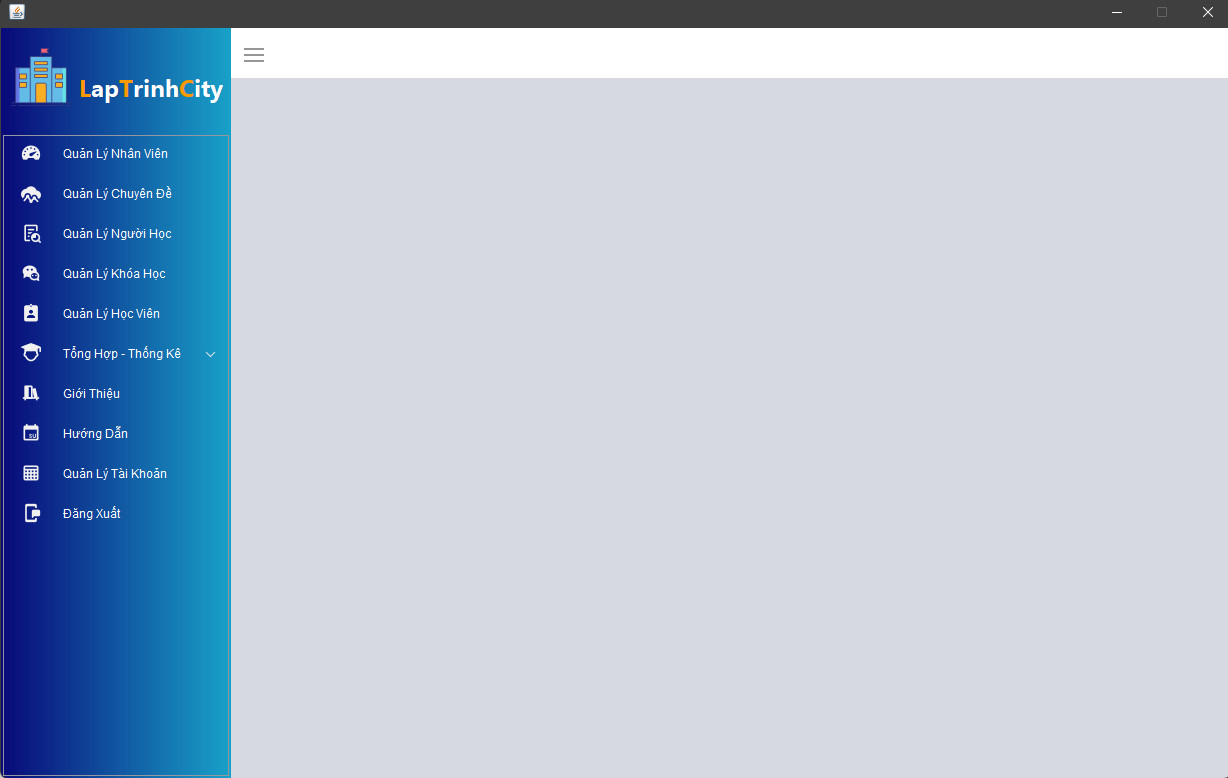 LapTrinhCity
Quản Lý Nhân Viên
Quản Lý Chuyên Đề
Quản Lý Người Học
Quản Lý Khóa Học
Quản Lý Học Viên
Tổng Hợp - Thống Kê
Giới Thiệu
Hướng Dẫn
SU
Quản Lý Tài Khoản
Đăng Xuất